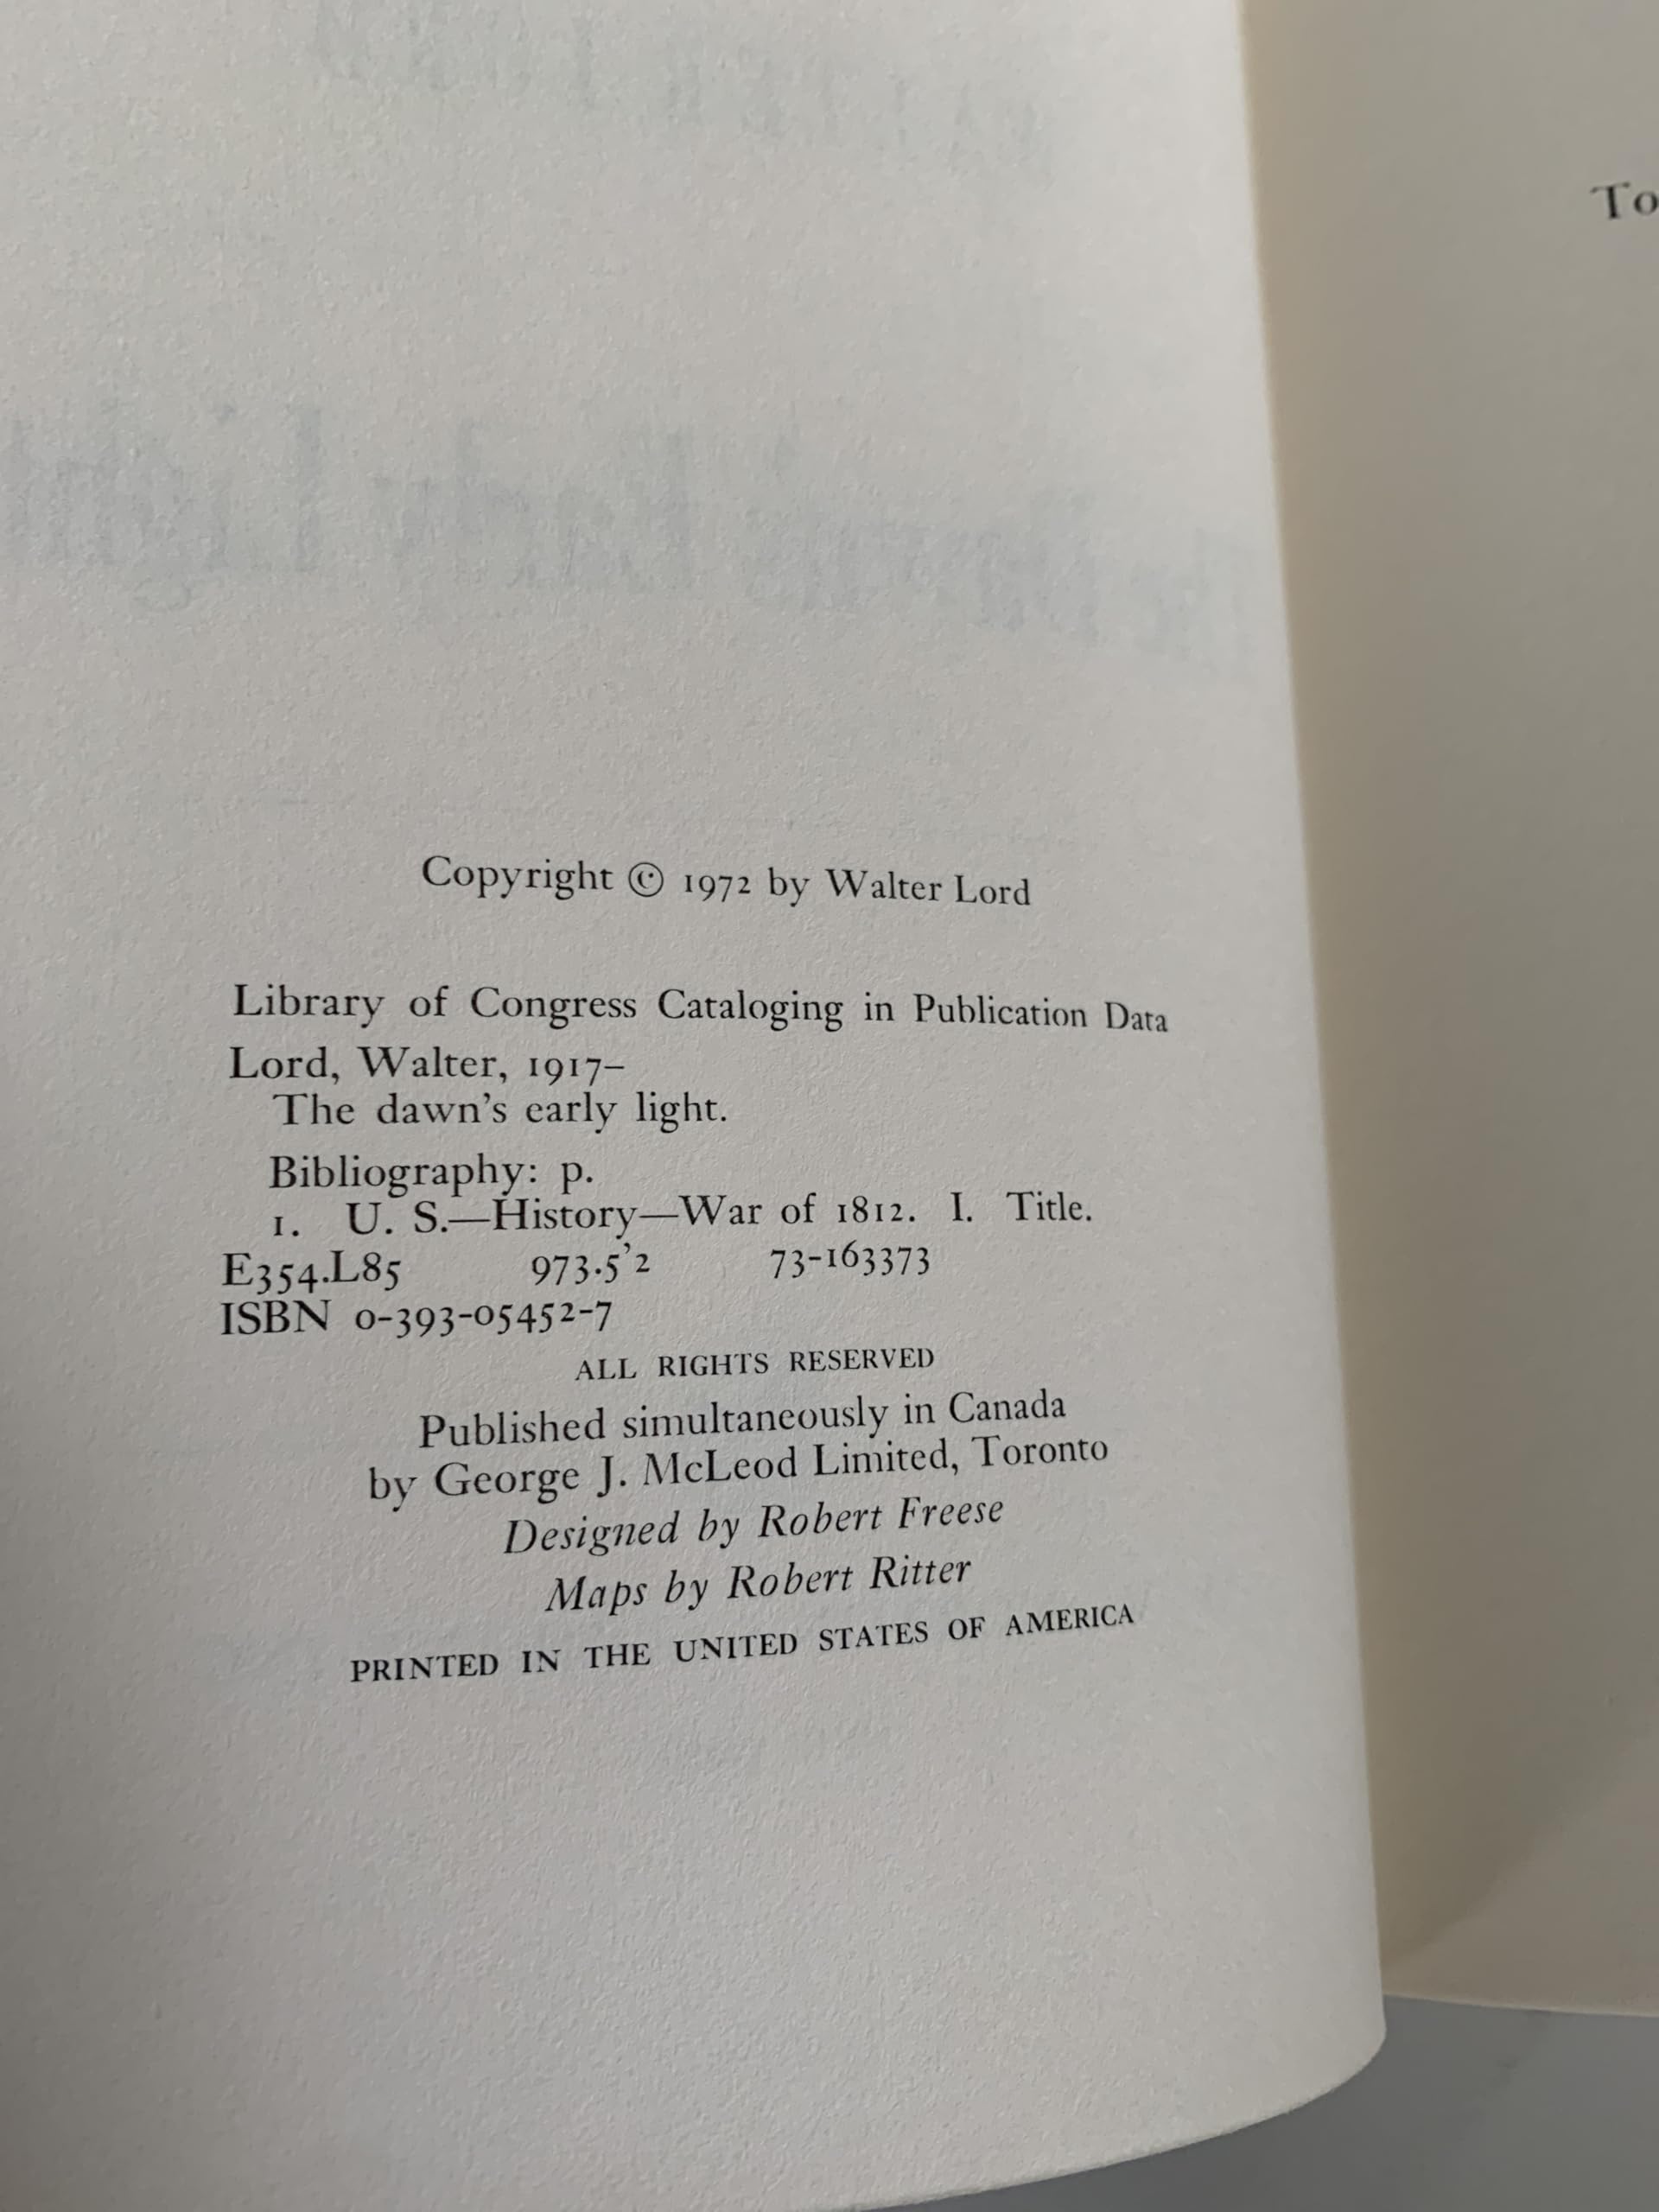 Copyright © 1972 by Walter Lord
Library of Congress Cataloging in Publication Data
Lord, Walter, 1917–
The dawn's early light.
Bibliography: p.
1. U. S.—History—War of 1812. I. Title.
E354.L85 973.5'2 73-163373
ISBN 0-393-05452-7
ALL RIGHTS RESERVED
Published simultaneously in Canada
by George J. McLeod Limited, Toronto
Designed by Robert Freese
Maps by Robert Ritter
PRINTED IN THE UNITED STATES OF AMERICA
To